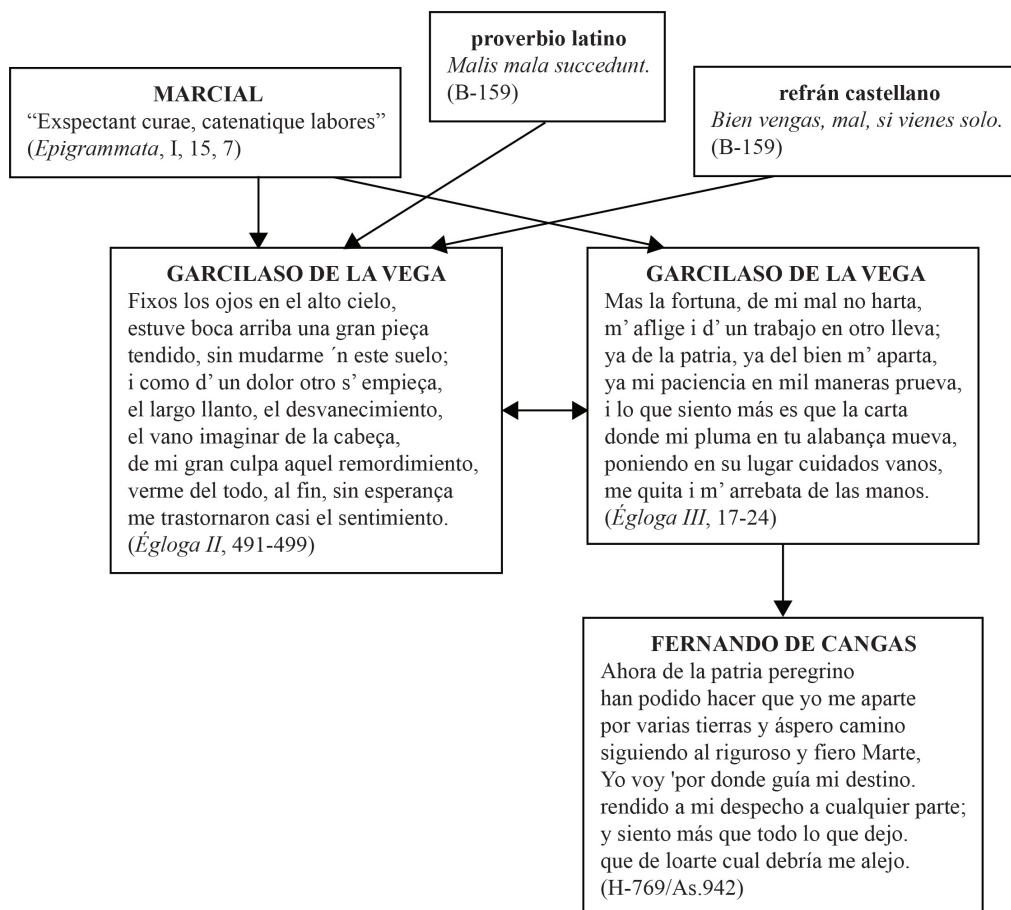 proverbio latino
Malis mala succedunt.
(B-159)
MARCIAL
“Exspectant curae, catenatique labores”
(Epigrammata, I, 15, 7)
refrán castellano
Bien vengas, mal, si vienes solo.
(B-159)
GARCILASO DE LA VEGA
Fixos los ojos en el alto cielo,
estuve boca arriba una gran pieça
tendido, sin mudarme ´n este suelo;
i como d’ un dolor otro s’ empieça,
el largo llanto, el desvanecimiento,
el vano imaginar de la cabeça,
de mi gran culpa aquel remordimiento,
verme del todo, al fin, sin esperança
me trastornaron casi el sentimiento.
(Égloga II, 491-499)
GARCILASO DE LA VEGA
Mas la fortuna, de mi mal no harta,
m’ aflige i d’ un trabajo en otro lleva;
ya de la patria, ya del bien m’ aparta,
ya mi paciencia en mil maneras prueva,
i lo que siento más es que la carta
donde mi pluma en tu alabança mueva,
poniendo en su lugar cuidados vanos,
me quita i m’ arrebata de las manos.
(Égloga III, 17-24)
FERNANDO DE CANGAS
Ahora de la patria peregrino
han podido hacer que yo me aparte
por varias tierras y áspero camino
siguiendo al riguroso y fiero Marte,
Yo voy 'por donde guía mi destino.
rendido a mi despecho a cualquier parte;
y siento más que todo lo que dejo.
que de loarte cual debría me alejo.
(H-769/As.942)